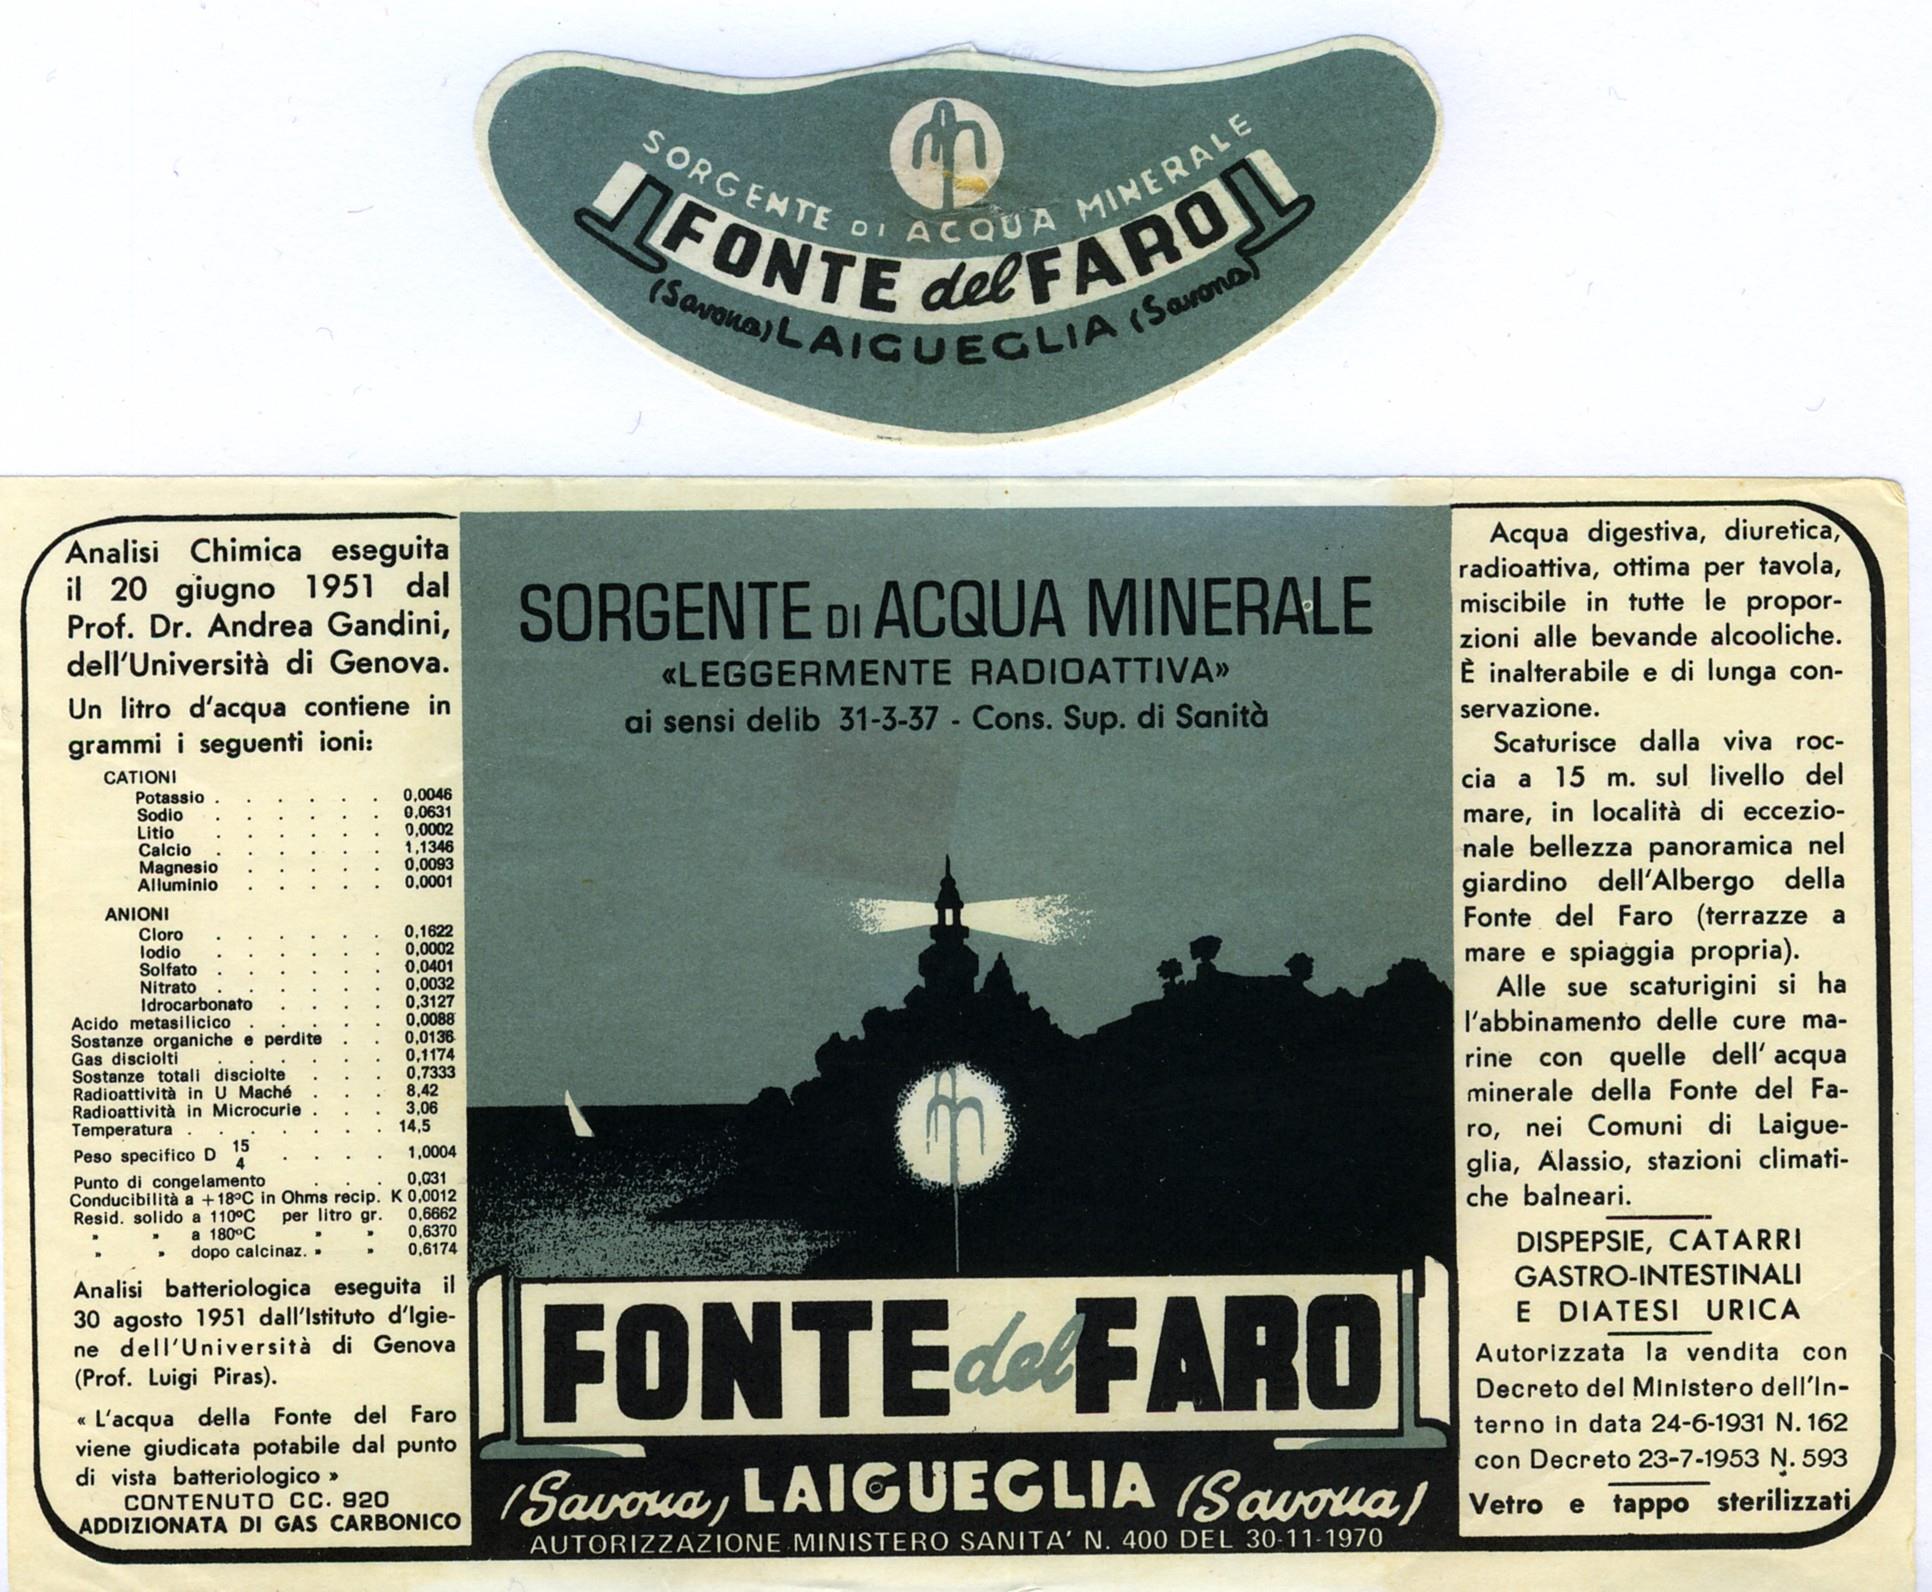 SORGENTE DI ACQUA MINERALE
FONTE del FARO
(Savona) LAIGUEGLIA (Savona)
Analisi Chimica eseguita
il 20 giugno 1951 dal
Prof. Dr. Andrea Gandini,
dell'Università di Genova.
Un litro d'acqua contiene in
grammi i seguenti ioni:
CATIONI
Potassio . . . . . . 0,0046
Sodio . . . . . . 0,0631
Litio . . . . . . 0,0002
Calcio . . . . . . 1,1346
Magnesio . . . . . 0,0093
Alluminio . . . . . 0,0001
ANIONI
Cloro . . . . . . 0,1622
Iodio . . . . . . 0,0002
Solfato . . . . . . 0,0401
Nitrato . . . . . . 0,0032
Idrocarbonato . . . . 0,3127
Acido metasilicico . . . . . 0,0088
Sostanze organiche e perdite . . 0,0136
Gas disciolti . . . . . . 0,1174
Sostanze totali disciolte . . . 0,7333
Radioattività in U Maché . . . 8,42
Radioattività in Microcurie . . . 3,06
Temperatura . . . . . . . 14,5
Peso specifico D 15/4 . . . . 1,0004
Punto di congelamento . . . 0,031
Conducibilità a +18ºC in Ohms recip. K 0,0012
Resid. solido a 110ºC per litro gr. 0,6662
» » a 180ºC » » 0,6370
» » dopo calcinaz. » » 0,6174
Analisi batteriologica eseguita il
30 agosto 1951 dall'Istituto d'Igie-
ne dell'Università di Genova
(Prof. Luigi Piras).
« L'acqua della Fonte del Faro
viene giudicata potabile dal punto
di vista batteriologico »
CONTENUTO CC. 920
ADDIZIONATA DI GAS CARBONICO
SORGENTE DI ACQUA MINERALE
«LEGGERMENTE RADIOATTIVA»
ai sensi delib 31-3-37 - Cons. Sup. di Sanità
FONTE del FARO
(Savona) LAIGUEGLIA (Savona)
AUTORIZZAZIONE MINISTERO SANITA' N. 400 DEL 30-11-1970
Acqua digestiva, diuretica,
radioattiva, ottima per tavola,
miscibile in tutte le propor-
zioni alle bevande alcooliche.
È inalterabile e di lunga con-
servazione.
Scaturisce dalla viva roc-
cia a 15 m. sul livello del
mare, in località di eccezio-
nale bellezza panoramica nel
giardino dell'Albergo della
Fonte del Faro (terrazze a
mare e spiaggia propria).
Alle sue scaturigini si ha
l'abbinamento delle cure ma-
rine con quelle dell'acqua
minerale della Fonte del Fa-
ro, nei Comuni di Laigue-
glia, Alassio, stazioni climati-
che balneari.
DISPEPSIE, CATARRI
GASTRO-INTESTINALI
E DIATESI URICA
Autorizzata la vendita con
Decreto del Ministero dell'In-
terno in data 24-6-1931 N. 162
con Decreto 23-7-1953 N. 593
Vetro e tappo sterilizzati